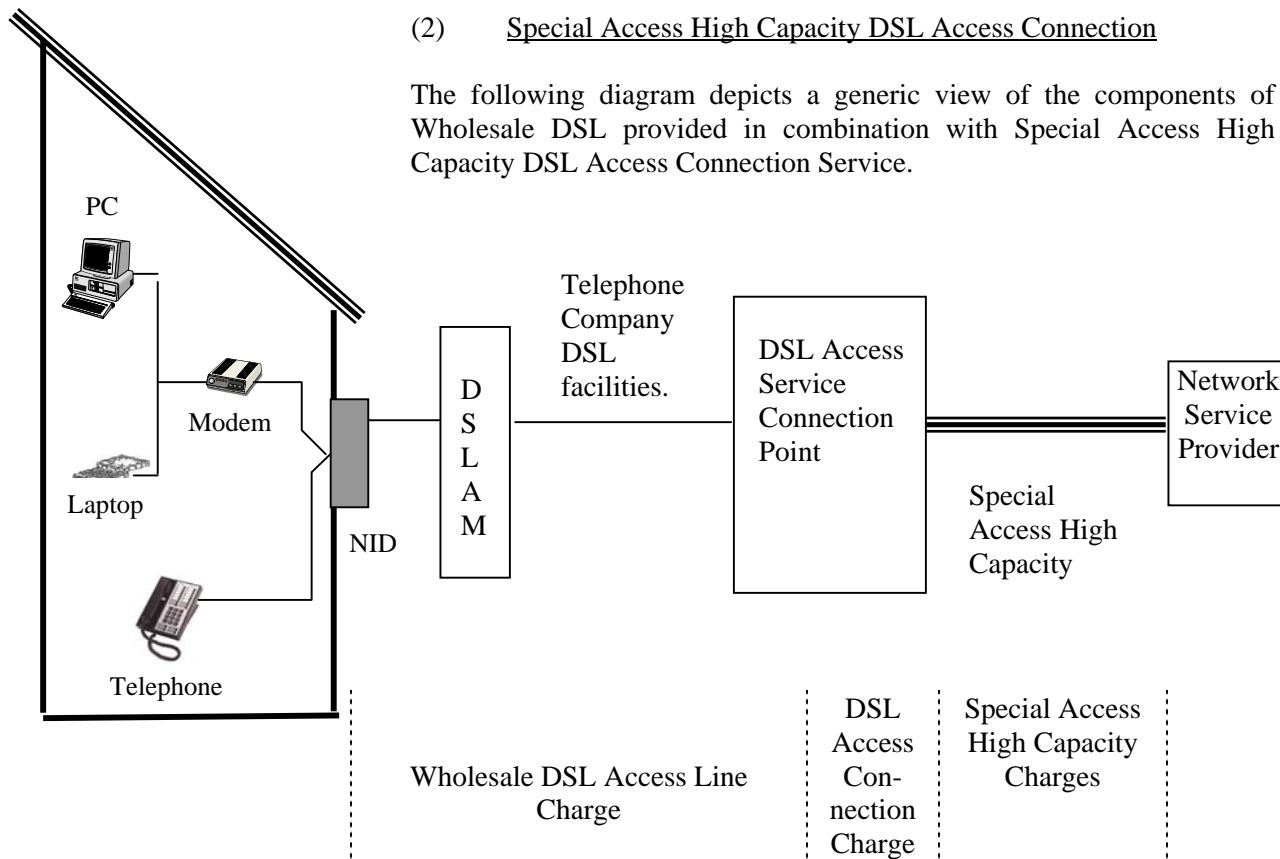 (2) Special Access High Capacity DSL Access Connection
The following diagram depicts a generic view of the components of
Wholesale DSL provided in combination with Special Access High
Capacity DSL Access Connection Service.
PC
Modem
Laptop
Telephone
NID
D
S
L
A
M
Telephone
Company
DSL
facilities.
DSL Access
Service
Connection
Point
Special
Access High
Capacity
Network
Service
Provider
Wholesale DSL Access Line
Charge
DSL
Access
Con-
nection
Charge
Special Access
High Capacity
Charges